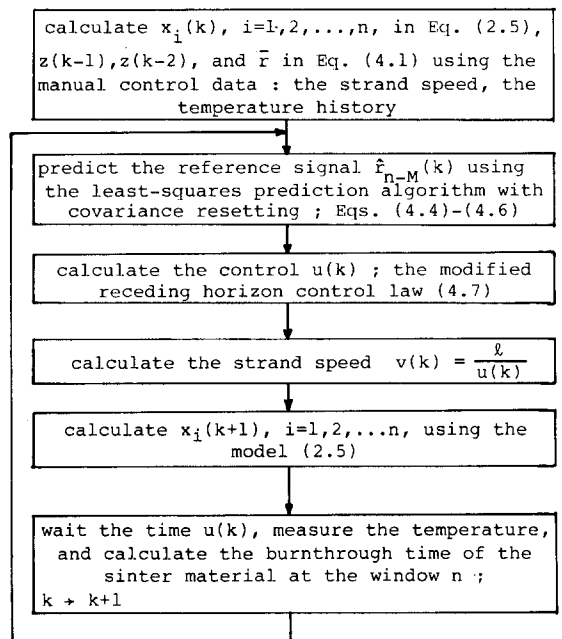 calculate x_i(k), i=1,2,...,n, in Eq. (2.5),
z(k-1),z(k-2), and r̄ in Eq. (4.1) using the
manual control data : the strand speed, the
temperature history
predict the reference signal r̂_{n-M}(k) using
the least-squares prediction algorithm with
covariance resetting ; Eqs. (4.4)-(4.6)
calculate the control u(k) ; the modified
receding horizon control law (4.7)
calculate the strand speed v(k) = ℓ/u(k)
calculate x_i(k+1), i=1,2,...n, using the
model (2.5)
wait the time u(k), measure the temperature,
and calculate the burnthrough time of the
sinter material at the window n ;
k → k+1